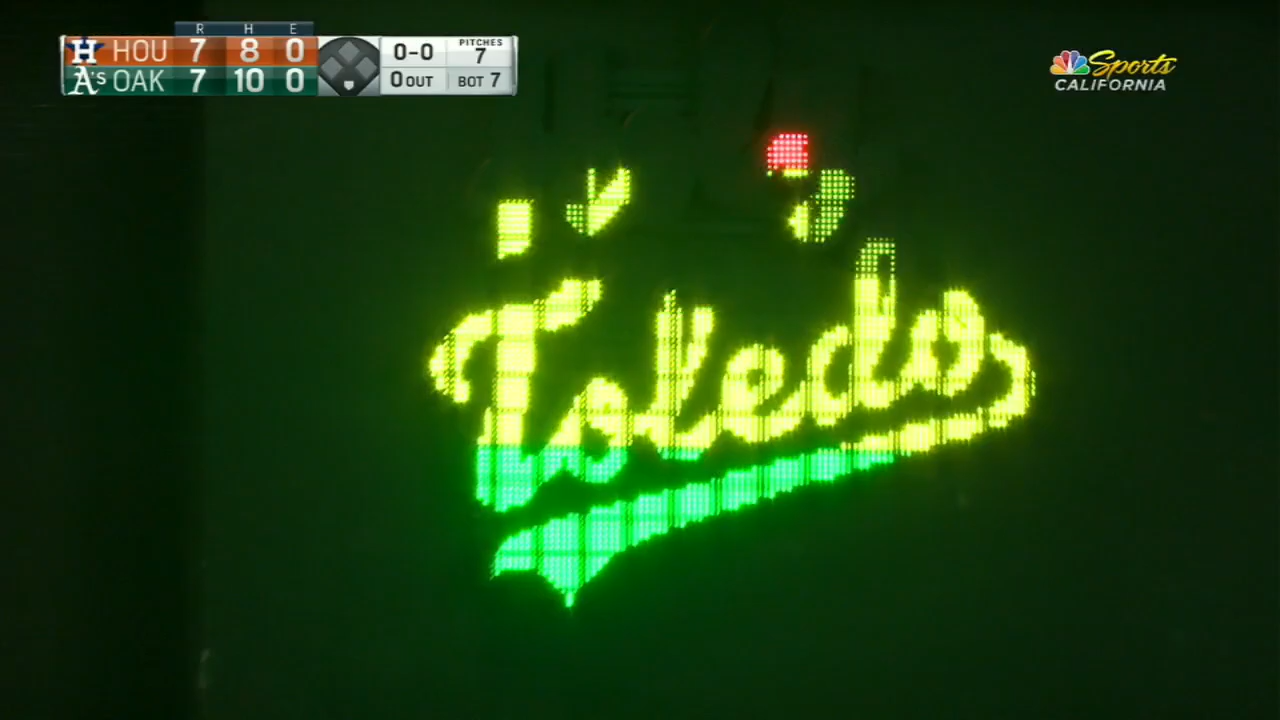 R H E
H HOU 7 8 0 0-0 PITCHES 7
A's OAK 7 10 0 0 OUT BOT 7
NBC Sports
CALIFORNIA
Toledo